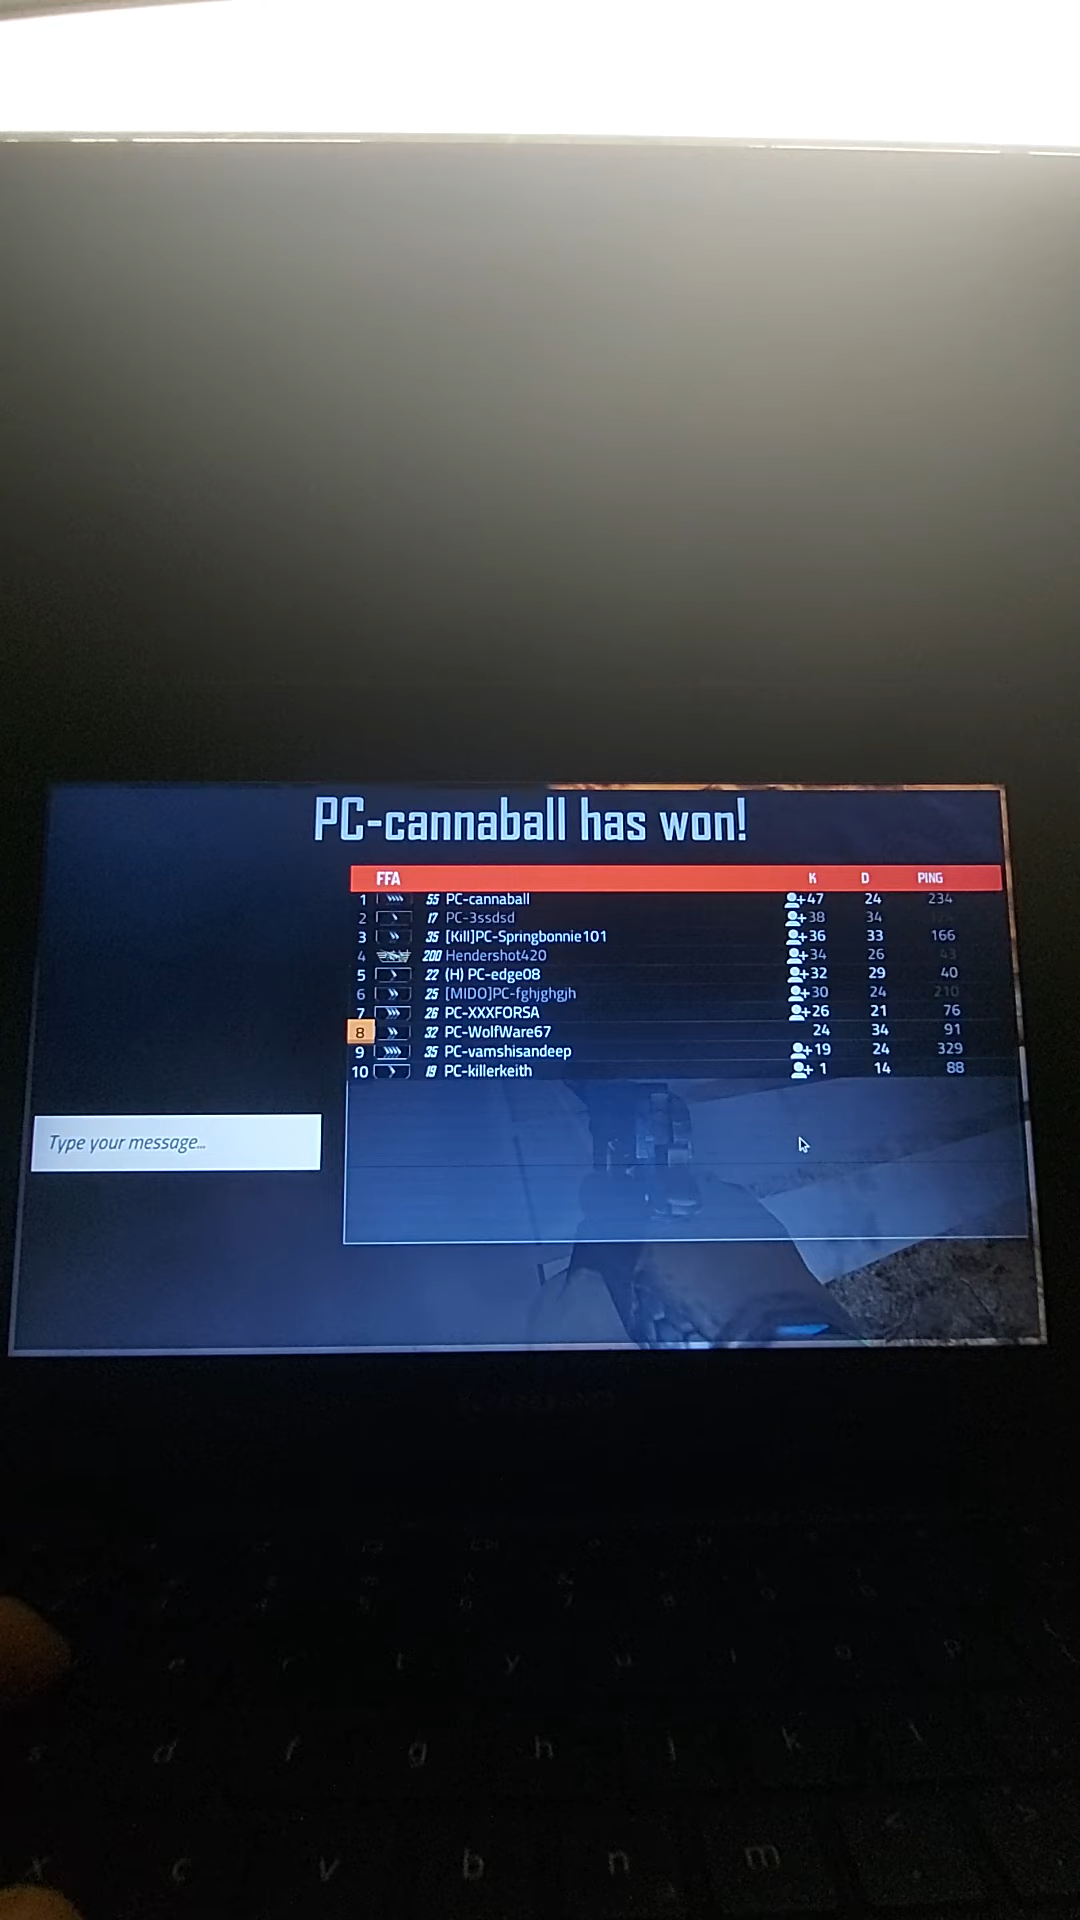 PC-cannaball has won!
FFA K D PING
1 55 PC-cannaball +47 24 234
2 17 PC-3ssdsd +38 34
3 35 [Kill]PC-Springbonnie101 +36 33 166
4 200 Hendershot420 +34 26 43
5 22 (H) PC-edge08 +32 29 40
6 25 [MIDO]PC-fghjghgjh +30 24 210
7 26 PC-XXXFORSA +26 21 76
8 32 PC-WolfWare67 24 34 91
9 35 PC-vamshisandeep +19 24 329
10 19 PC-killerkeith + 1 14 88
Type your message...
e r t y u i o p
s d f g h j k l
x c v b n m